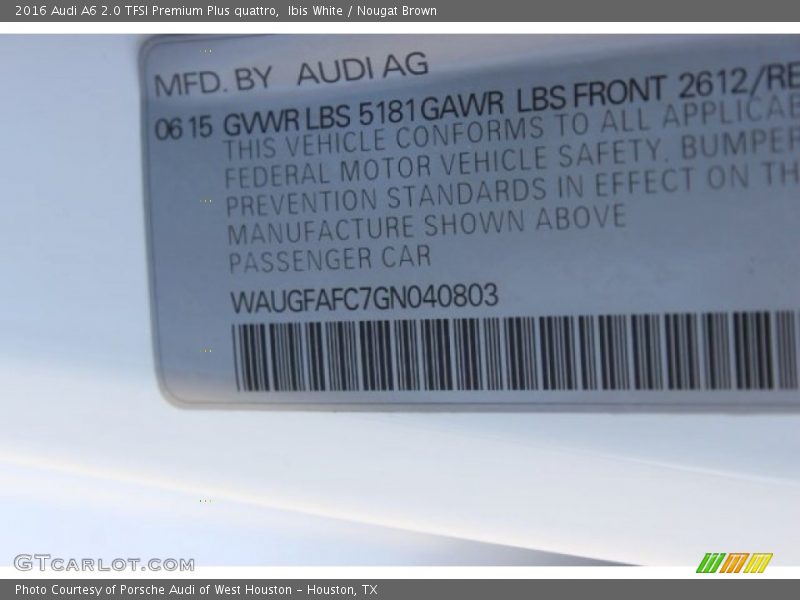 2016 Audi A6 2.0 TFSI Premium Plus quattro, Ibis White / Nougat Brown
MFD. BY AUDI AG
06 15 GVWR LBS 5181 GAWR LBS FRONT 2612/RE
THIS VEHICLE CONFORMS TO ALL APPLICAB
FEDERAL MOTOR VEHICLE SAFETY, BUMPER
PREVENTION STANDARDS IN EFFECT ON TH
MANUFACTURE SHOWN ABOVE
PASSENGER CAR
WAUGFAFC7GN040803
GTCARLOT.COM
Photo Courtesy of Porsche Audi of West Houston - Houston, TX